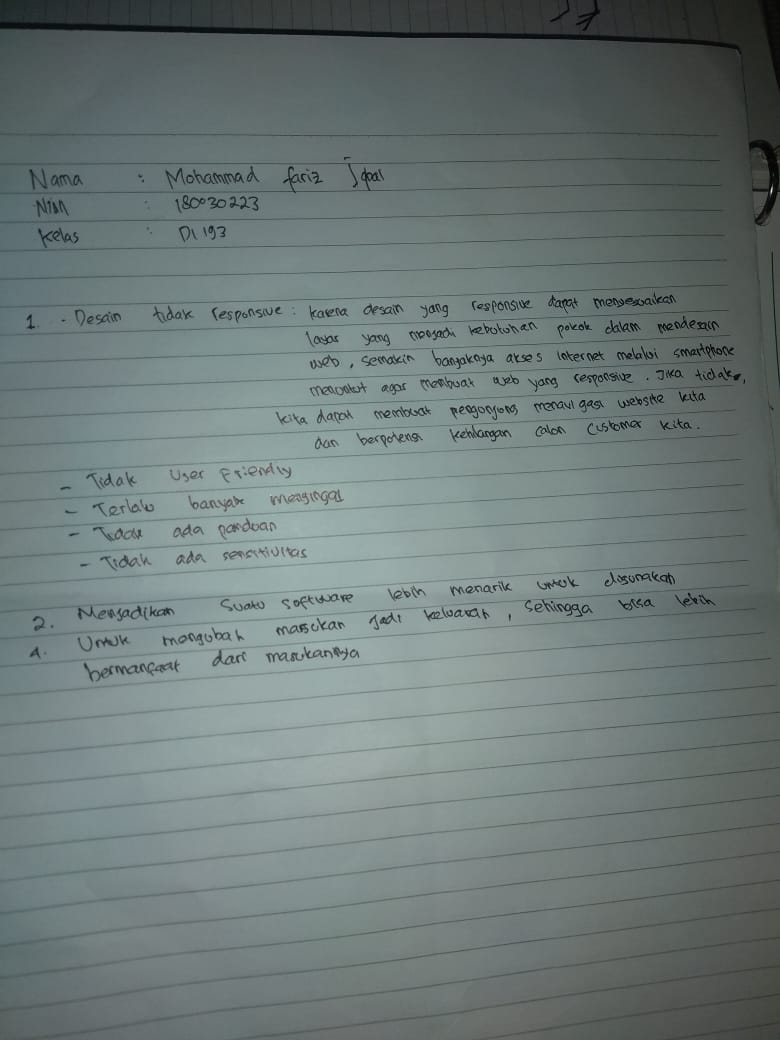 Nama : Mohammad fariz Iqbal
Nim : 180030223
Kelas : DI 193
1. - Desain tidak responsive : karena desain yang responsive dapat menyesuaikan
layar yang menjadi kebutuhan pokok dalam mendesain
web, semakin banyaknya akses internet melalui smartphone
menuntut agar membuat web yang responsive. Jika tidak,
kita dapat membuat pengunjung menavigasi website kita
dan berpotensi kehilangan calon customer kita.
- Tidak User Friendly
- Terlalu banyak mengingat
- Tidak ada panduan
- Tidak ada sensitivitas
2. Menjadikan Suatu software lebih menarik untuk digunakan
4. Untuk mengubah masukan jadi keluaran, sehingga bisa lebih
bermanfaat dari masukannya